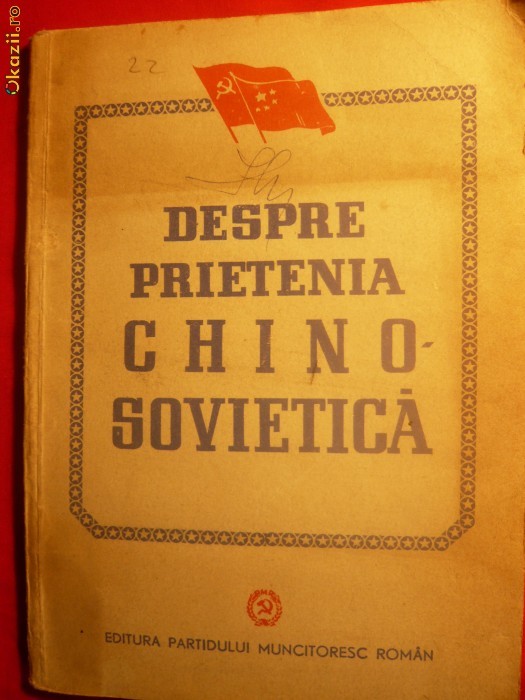 Okazii.ro
22
DESPRE
PRIETENIA
CHINO-
SOVIETICĂ
EDITURA PARTIDULUI MUNCITORESC ROMÂN